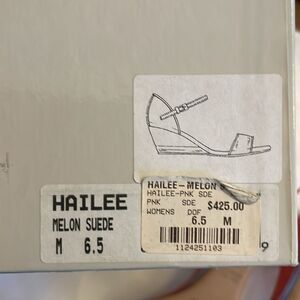 HAILEE
MELON SUEDE
M 6.5
HAILEE-MELON S
HAILEE-PNK SDE
PNK SDE $425.00
WOMENS DOF
6.5 M
1124251103
9